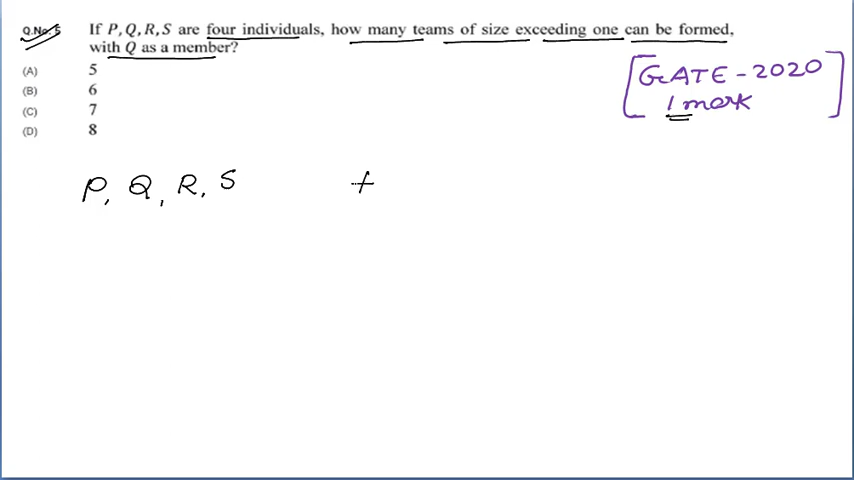 Q.No. 5 If P, Q, R, S are four individuals, how many teams of size exceeding one can be formed,
with Q as a member?
(A) 5
(B) 6
(C) 7
(D) 8
[GATE - 2020
1 mark]
P, Q, R, S +